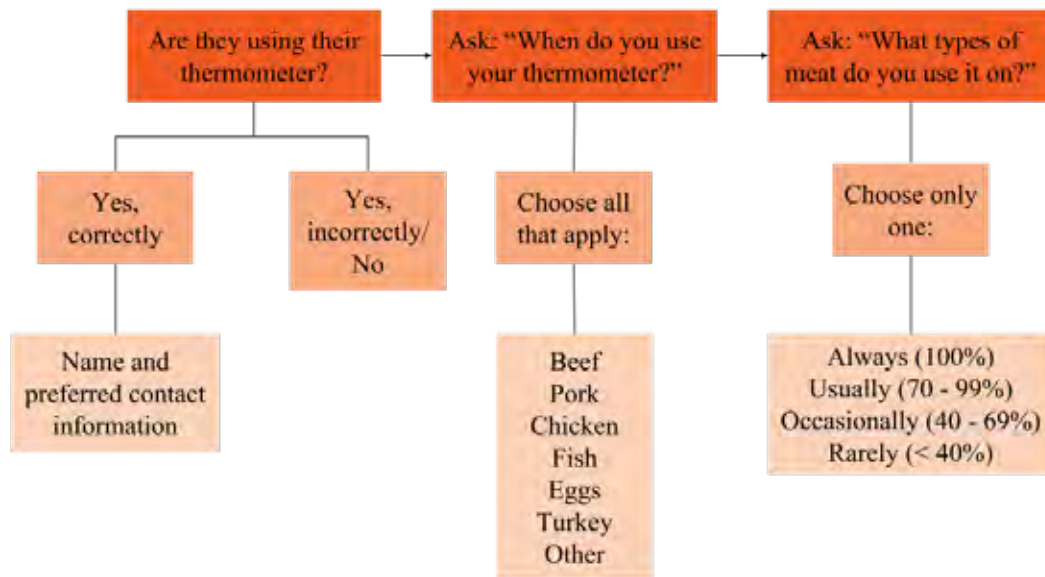 Are they using their
thermometer?
Ask: “When do you use
your thermometer?”
Ask: “What types of
meat do you use it on?”
Yes,
correctly
Yes,
incorrectly/
No
Choose all
that apply:
Choose only
one:
Name and
preferred contact
information
Beef
Pork
Chicken
Fish
Eggs
Turkey
Other
Always (100%)
Usually (70 - 99%)
Occasionally (40 - 69%)
Rarely (< 40%)